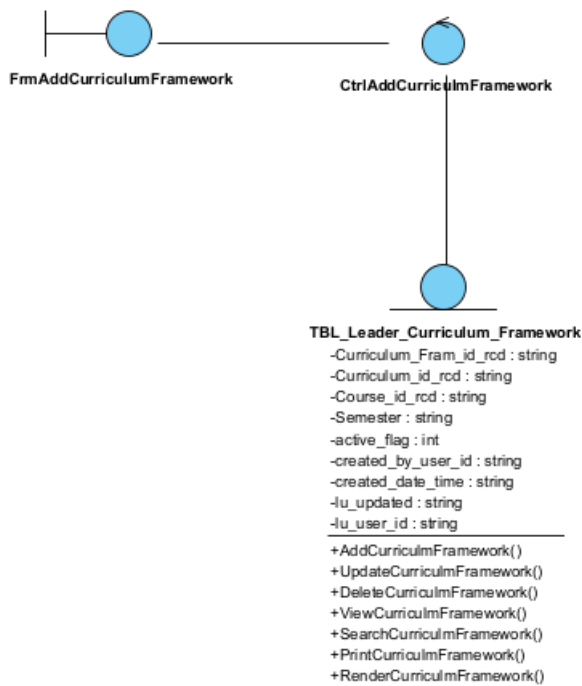 FrmAddCurriculumFramework
CtrlAddCurriculmFramework
TBL_Leader_Curriculum_Framework
-Curriculum_Fram_id_rcd : string
-Curriculum_id_rcd : string
-Course_id_rcd : string
-Semester : string
-active_flag : int
-created_by_user_id : string
-created_date_time : string
-lu_updated : string
-lu_user_id : string
+AddCurriculmFramework()
+UpdateCurriculmFramework()
+DeleteCurriculmFramework()
+ViewCurriculmFramework()
+SearchCurriculmFramework()
+PrintCurriculmFramework()
+RenderCurriculmFramework()